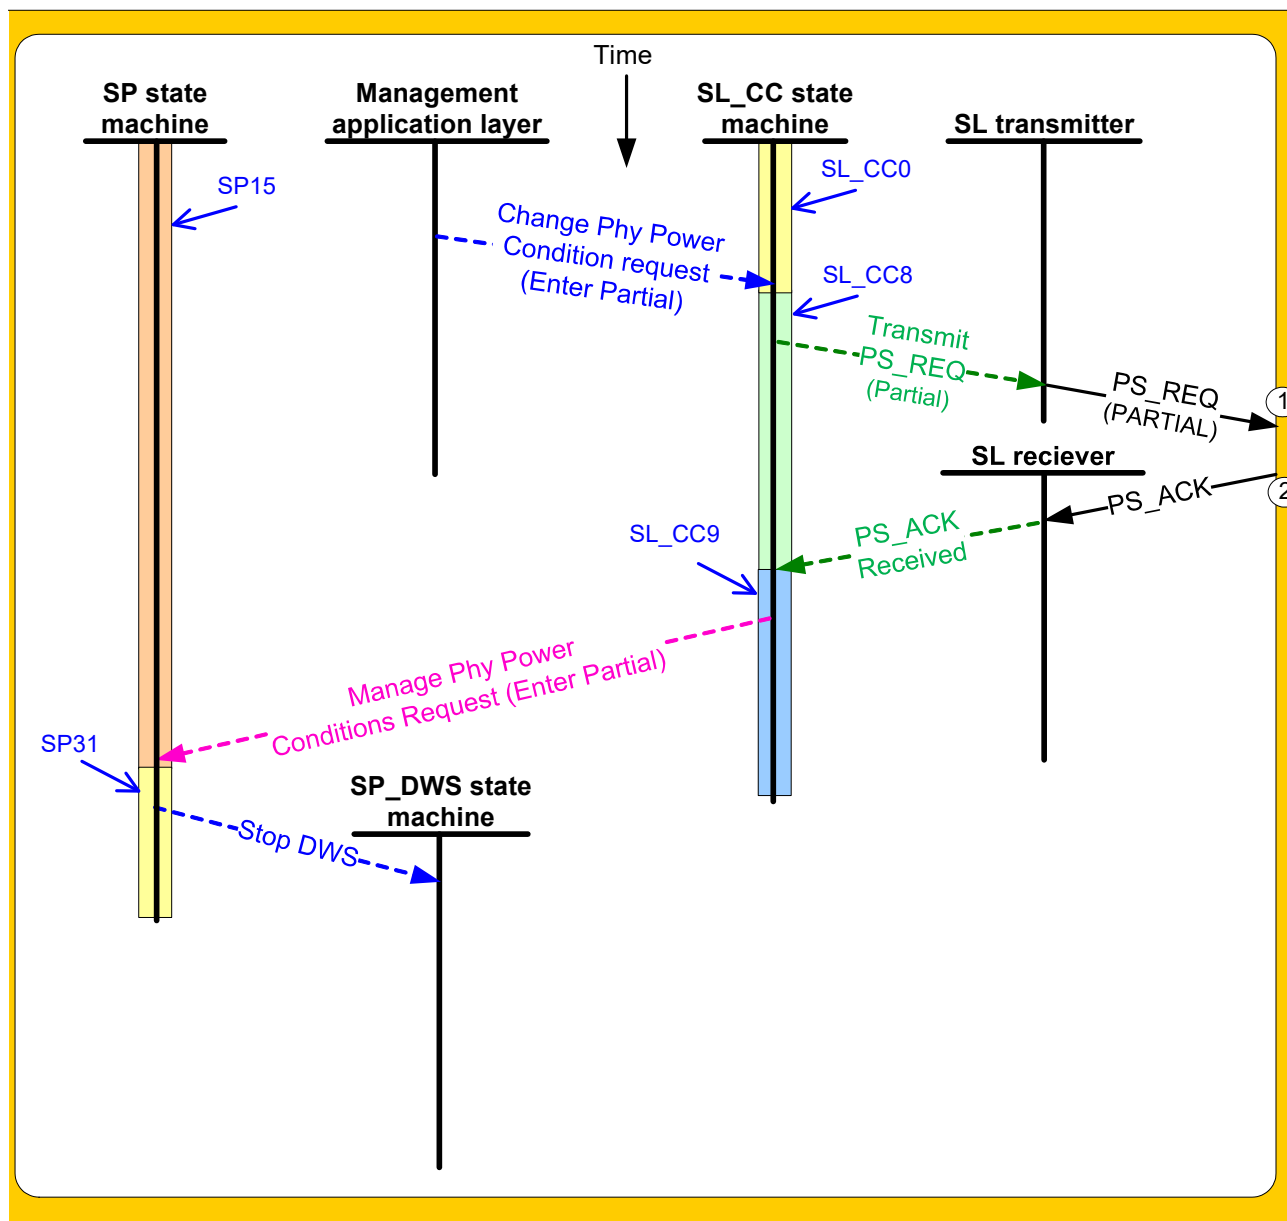 Time
SP state
machine
Management
application layer
SL_CC state
machine
SL transmitter
SP15
SL_CC0
Change Phy Power
Condition request
(Enter Partial)
SL_CC8
Transmit
PS_REQ
(Partial)
PS_REQ
(PARTIAL)
1
SL reciever
PS_ACK
2
SL_CC9
PS_ACK
Received
Manage Phy Power
Conditions Request (Enter Partial)
SP31
SP_DWS state
machine
Stop DWS